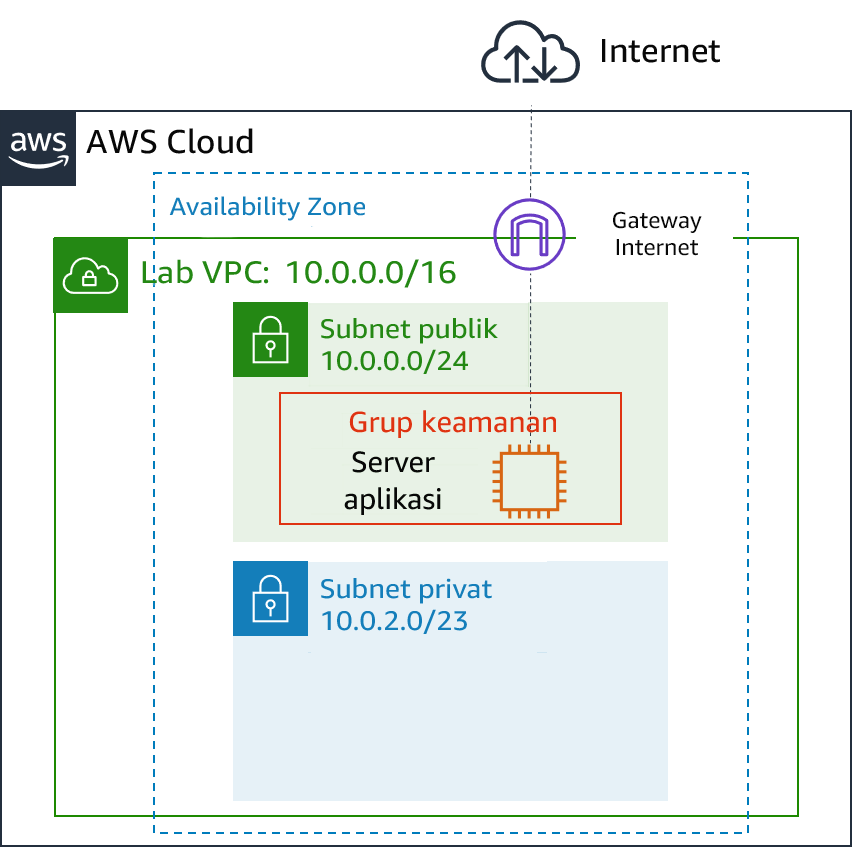 Internet
aws
AWS Cloud
Availability Zone
Gateway
Internet
Lab VPC: 10.0.0.0/16
Subnet publik
10.0.0.0/24
Grup keamanan
Server
aplikasi
Subnet privat
10.0.2.0/23